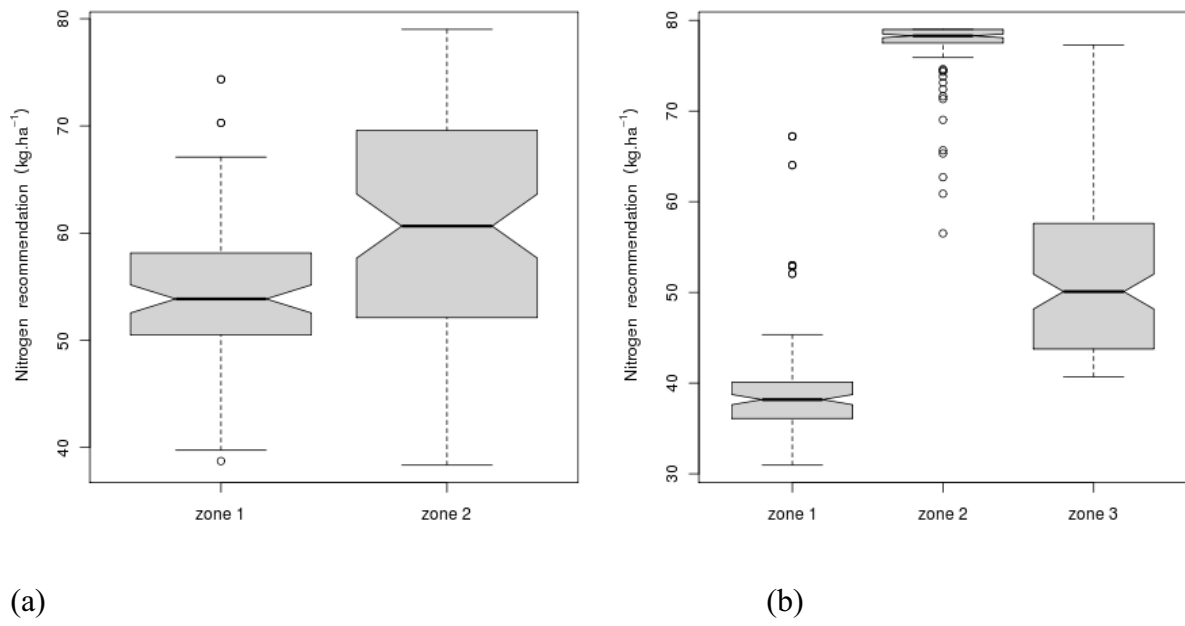 Nitrogen recommendation (kg.ha⁻¹)
80
70
60
50
40
zone 1 zone 2
(a)
Nitrogen recommendation (kg.ha⁻¹)
80
70
60
50
40
30
zone 1 zone 2 zone 3
(b)